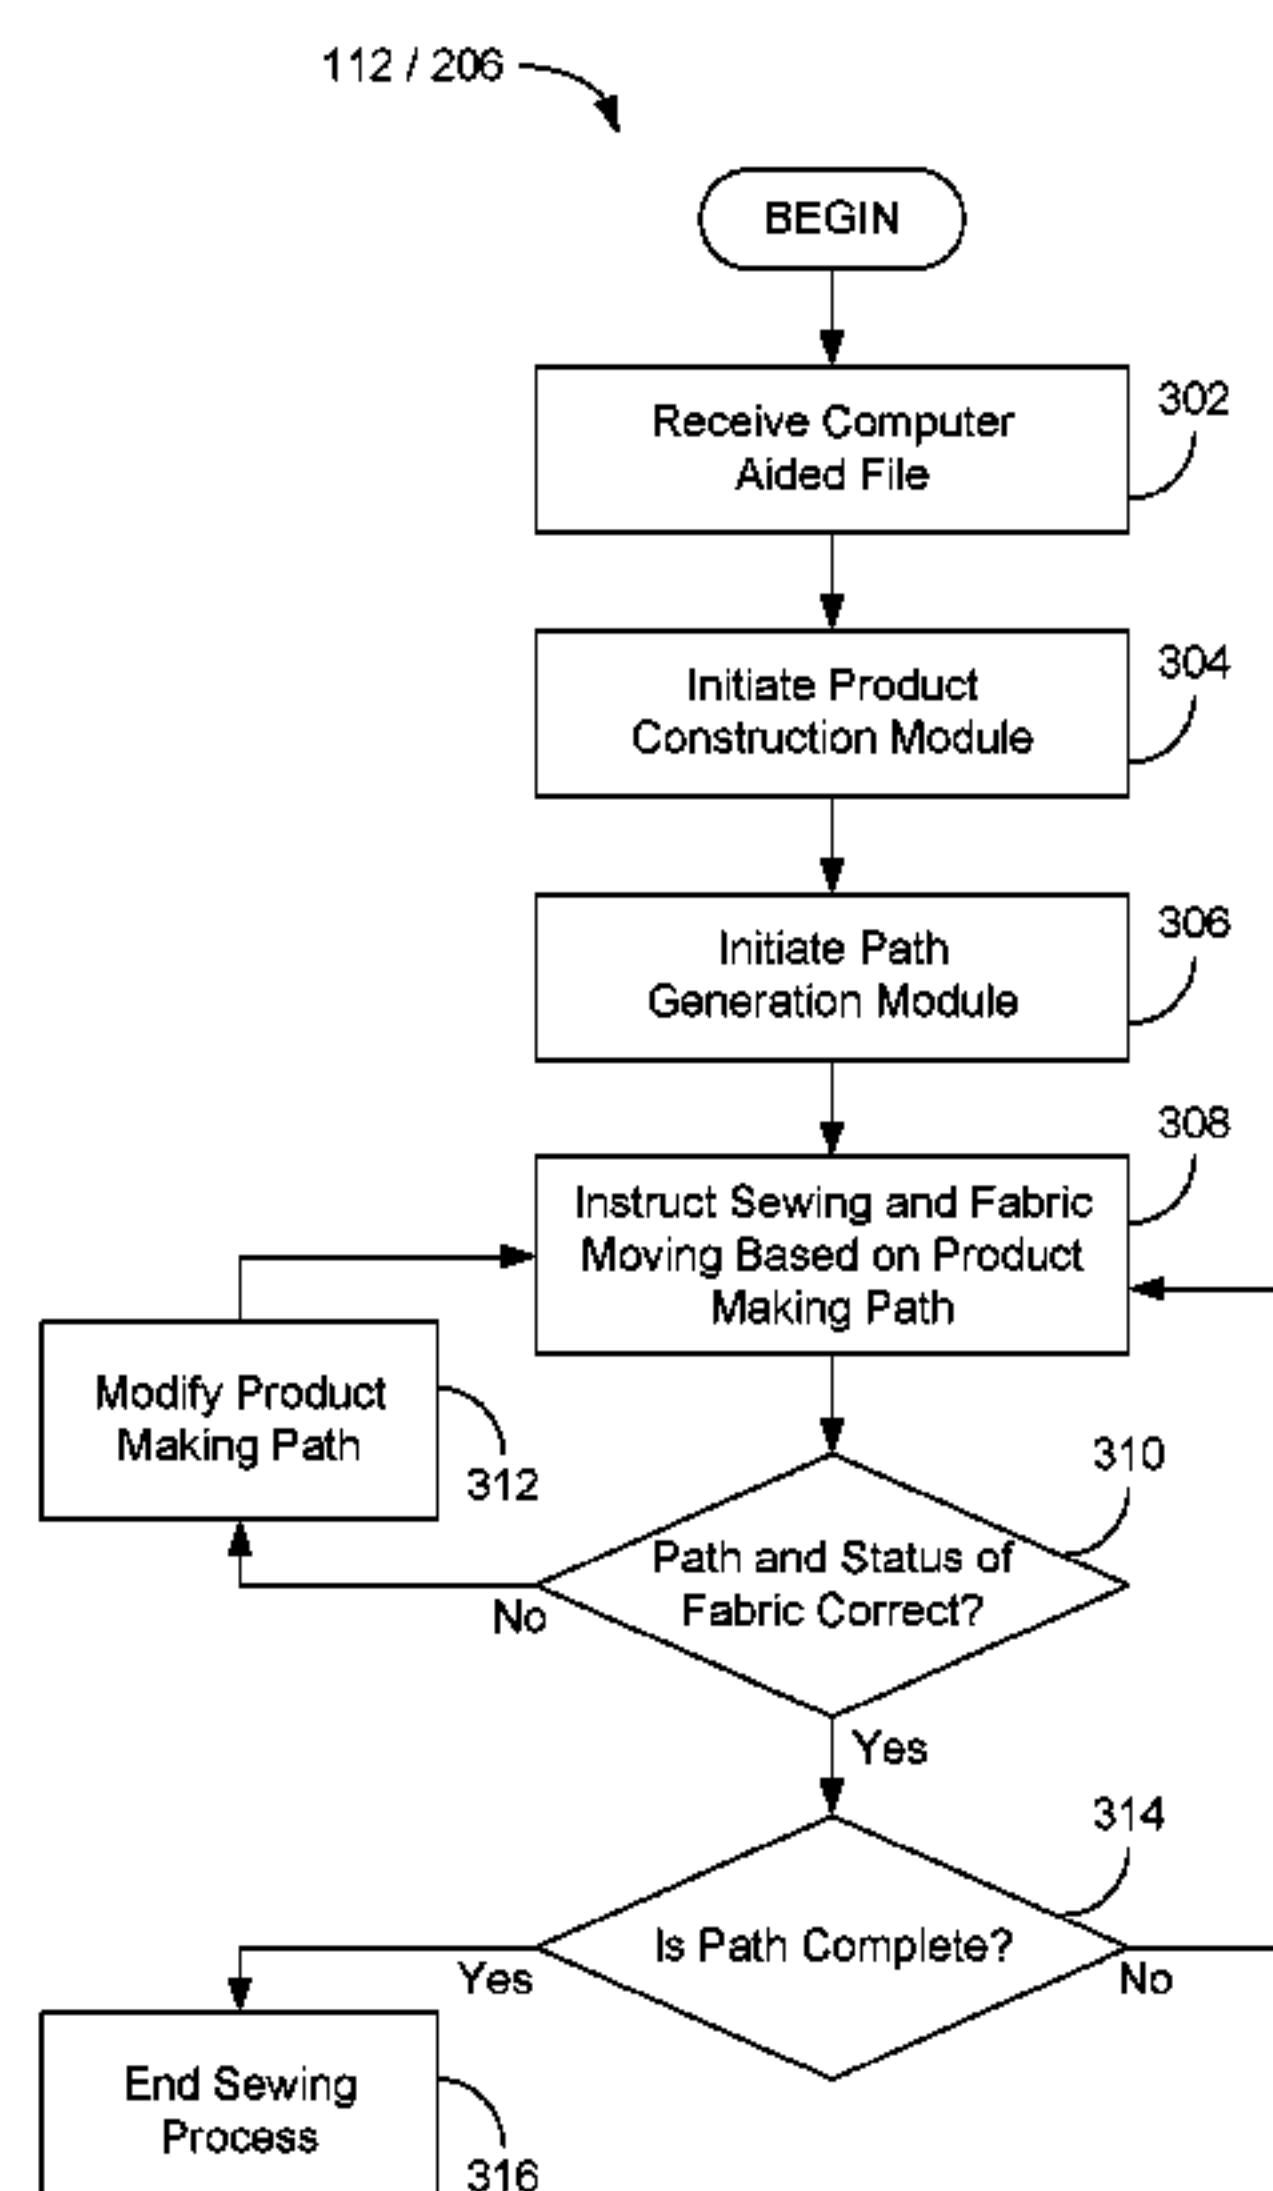 112 / 206
BEGIN
Receive Computer
Aided File
302
Initiate Product
Construction Module
304
Initiate Path
Generation Module
306
Instruct Sewing and Fabric
Moving Based on Product
Making Path
308
Modify Product
Making Path
312
Path and Status of
Fabric Correct?
310
No
Yes
Is Path Complete?
314
Yes
No
End Sewing
Process
316